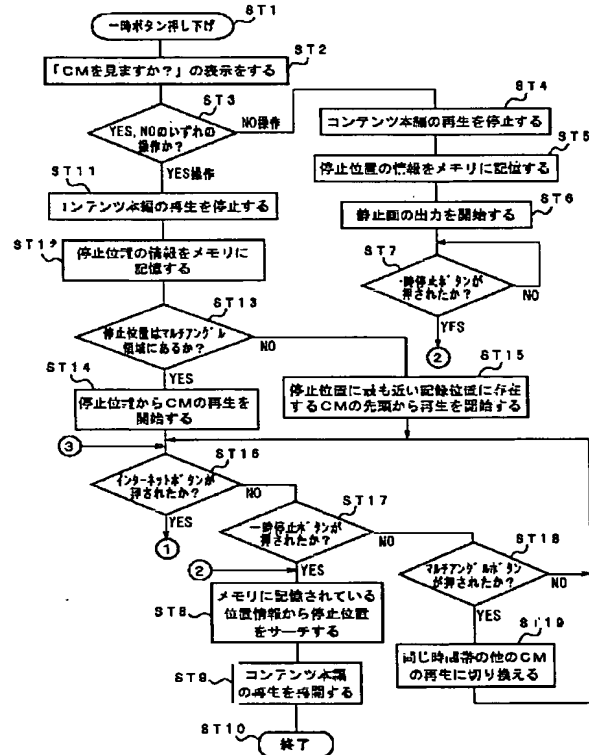 ST1
一時ボタン押し下げ
ST2
「CMを見ますか?」の表示をする
ST3
YES,NOのいずれの
操作か?
NO操作
YES操作
ST4
コンテンツ本編の再生を停止する
ST5
停止位置の情報をメモリに記憶する
ST6
静止画の出力を開始する
ST7
一時停止ボタンが
押されたか?
NO
YES
②
ST11
コンテンツ本編の再生を停止する
ST12
停止位置の情報をメモリに
記憶する
ST13
停止位置はマルチアングル
領域にあるか?
NO
YES
ST14
停止位置からCMの再生を
開始する
ST15
停止位置に最も近い記録位置に存在
するCMの先頭から再生を開始する
③
ST16
インターネットボタンが
押されたか?
NO
YES
①
ST17
一時停止ボタンが
押されたか?
NO
YES
②
ST18
マルチアングルボタン
が押されたか?
NO
YES
ST19
同じ時間帯の他のCM
の再生に切り換える
ST8
メモリに記憶されている
位置情報から停止位置
をサーチする
ST9
コンテンツ本編
の再生を再開する
ST10
終了